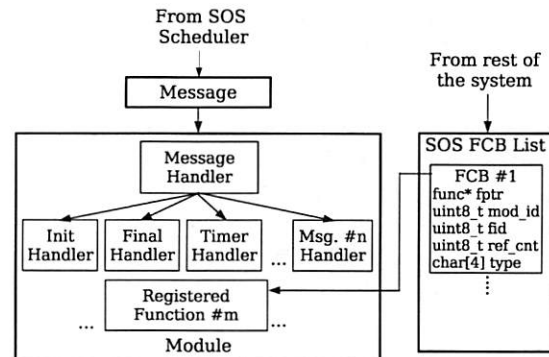 From SOS
Scheduler
Message
Message
Handler
Init
Handler
Final
Handler
Timer
Handler
...
Msg. #n
Handler
...
Registered
Function #m
...
Module
From rest of
the system
SOS FCB List
FCB #1
func* fptr
uint8_t mod_id
uint8_t fid
uint8_t ref_cnt
char[4] type